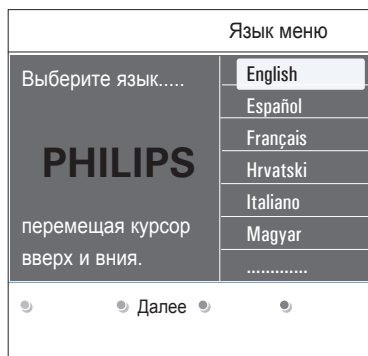 Язык меню
Выберите язык.....
PHILIPS
перемещая курсор
вверх и вния.
English
Español
Français
Hrvatski
Italiano
Magyar
.............
Далее